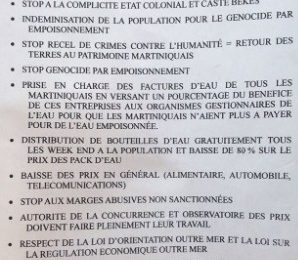 • STOP A LA COMPLICITE ETAT COLONIAL ET CASTE BEKES
• INDEMINISATION DE LA POPULATION POUR LE GENOCIDE PAR
EMPOISONNEMENT
• STOP RECEL DE CRIMES CONTRE L'HUMANITÉ = RETOUR DES
TERRES AU PATRIMOINE MARTINIQUAIS
• STOP GENOCIDE PAR EMPOISONNEMENT
• PRISE EN CHARGE DES FACTURES D'EAU DE TOUS LES
MARTINIQUAIS EN VERSANT UN POURCENTAGE DU BENEFICE
DE CES ENTREPRISES AUX ORGANISMES GESTIONNAIRES DE
L'EAU POUR QUE LES MARTINIQUAIS N'AIENT PLUS A PAYER
POUR DE L'EAU EMPOISONNÉE.
• DISTRIBUTION DE BOUTEILLES D'EAU GRATUITEMENT TOUS
LES WEEK END A LA POPULATION ET BAISSE DE 80 % SUR LE
PRIX DES PACK D'EAU
• BAISSE DES PRIX EN GÉNÉRAL (ALIMENTAIRE, AUTOMOBILE,
TELECOMUNICATIONS)
• STOP AUX MARGES ABUSIVES NON SANCTIONNÉES
• AUTORITE DE LA CONCURRENCE ET OBSERVATOIRE DES PRIX
DOIVENT FAIRE PLEINEMENT LEUR TRAVAIL
• RESPECT DE LA LOI D'ORIENTATION OUTRE MER ET LA LOI SUR
LA REGULATION ECONOMIQUE OUTRE MER